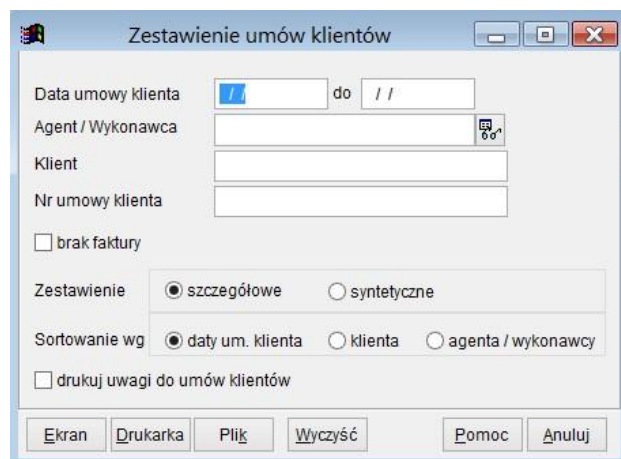 Zestawienie umów klientów
Data umowy klienta / / do / /
Agent / Wykonawca
Klient
Nr umowy klienta
brak faktury
Zestawienie szczegółowe syntetyczne
Sortowanie wg daty um. klienta klienta agenta / wykonawcy
drukuj uwagi do umów klientów
Ekran Drukarka Plik Wyczyść Pomoc Anuluj